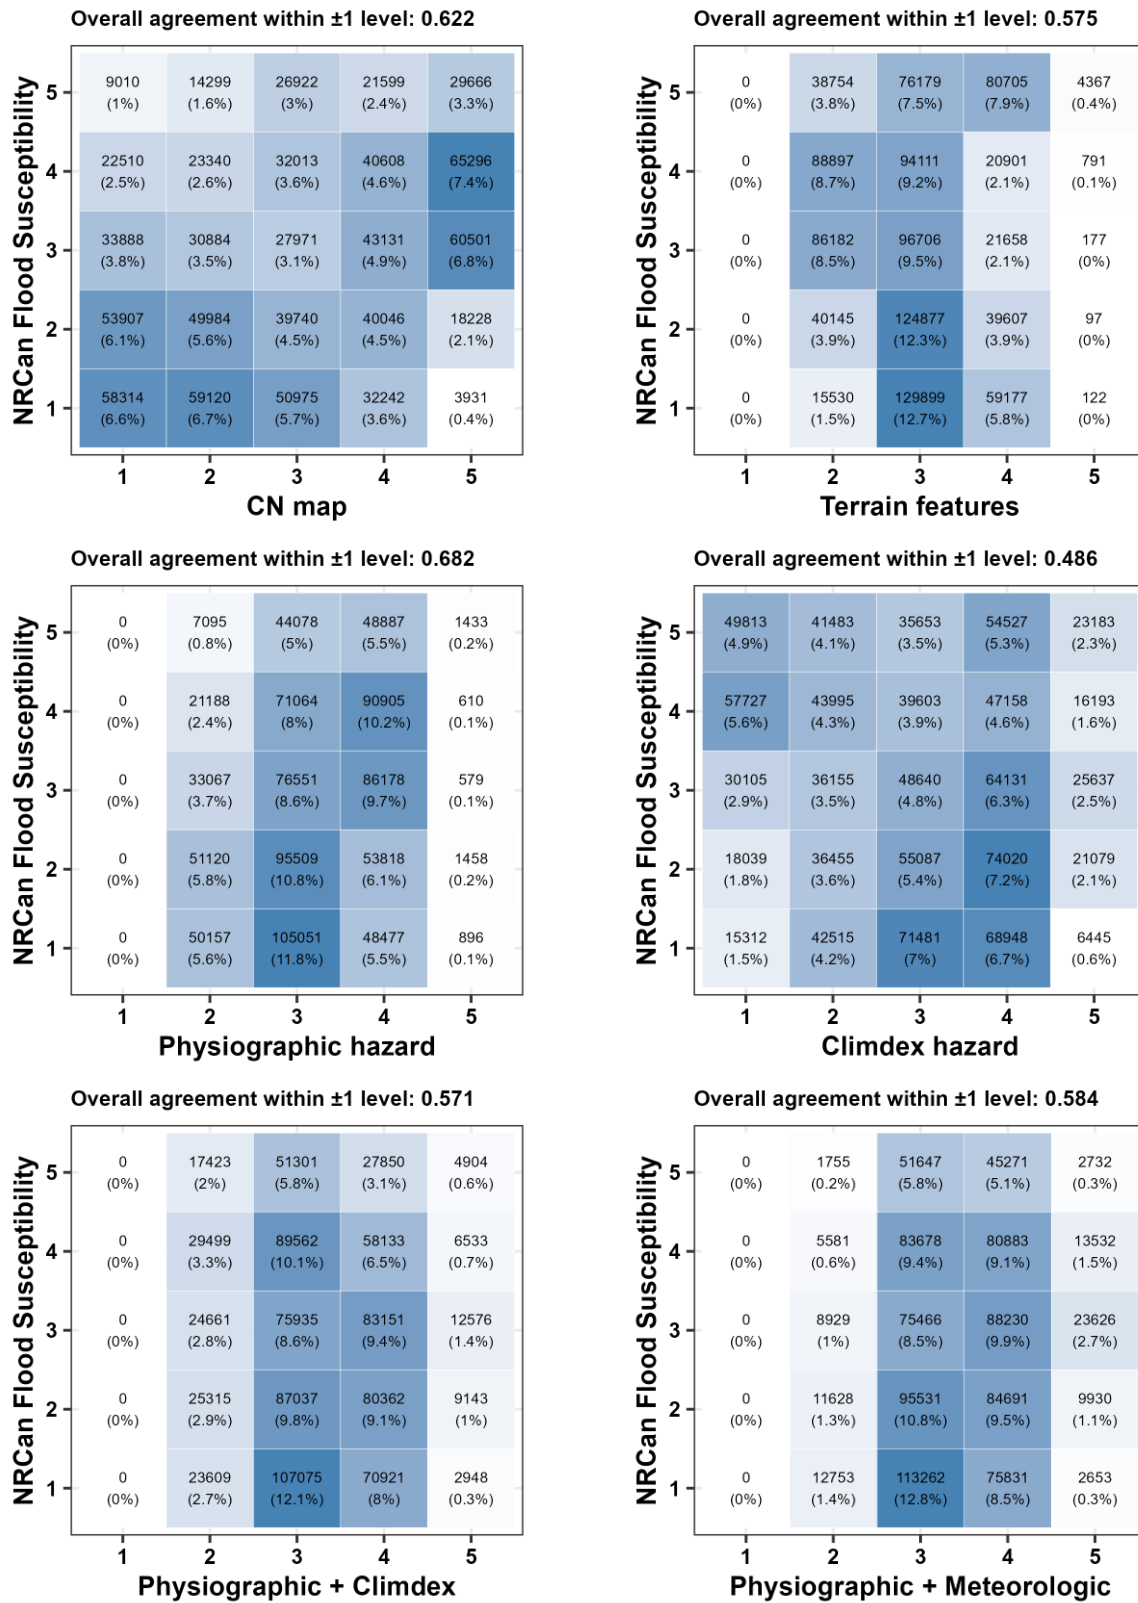 Overall agreement within ±1 level: 0.622
NRCan Flood Susceptibility
5
9010 14299 26922 21599 29666
(1%) (1.6%) (3%) (2.4%) (3.3%)
4
22510 23340 32013 40608 65296
(2.5%) (2.6%) (3.6%) (4.6%) (7.4%)
3
33888 30884 27971 43131 60501
(3.8%) (3.5%) (3.1%) (4.9%) (6.8%)
2
53907 49984 39740 40046 18228
(6.1%) (5.6%) (4.5%) (4.5%) (2.1%)
1
58314 59120 50975 32242 3931
(6.6%) (6.7%) (5.7%) (3.6%) (0.4%)
1 2 3 4 5
CN map
Overall agreement within ±1 level: 0.575
NRCan Flood Susceptibility
5
0 38754 76179 80705 4367
(0%) (3.8%) (7.5%) (7.9%) (0.4%)
4
0 88897 94111 20901 791
(0%) (8.7%) (9.2%) (2.1%) (0.1%)
3
0 86182 96706 21658 177
(0%) (8.5%) (9.5%) (2.1%) (0%)
2
0 40145 124877 39607 97
(0%) (3.9%) (12.3%) (3.9%) (0%)
1
0 15530 129899 59177 122
(0%) (1.5%) (12.7%) (5.8%) (0%)
1 2 3 4 5
Terrain features
Overall agreement within ±1 level: 0.682
NRCan Flood Susceptibility
5
0 7095 44078 48887 1433
(0%) (0.8%) (5%) (5.5%) (0.2%)
4
0 21188 71064 90905 610
(0%) (2.4%) (8%) (10.2%) (0.1%)
3
0 33067 76551 86178 579
(0%) (3.7%) (8.6%) (9.7%) (0.1%)
2
0 51120 95509 53818 1458
(0%) (5.8%) (10.8%) (6.1%) (0.2%)
1
0 50157 105051 48477 896
(0%) (5.6%) (11.8%) (5.5%) (0.1%)
1 2 3 4 5
Physiographic hazard
Overall agreement within ±1 level: 0.486
NRCan Flood Susceptibility
5
49813 41483 35653 54527 23183
(4.9%) (4.1%) (3.5%) (5.3%) (2.3%)
4
57727 43995 39603 47158 16193
(5.6%) (4.3%) (3.9%) (4.6%) (1.6%)
3
30105 36155 48640 64131 25637
(2.9%) (3.5%) (4.8%) (6.3%) (2.5%)
2
18039 36455 55087 74020 21079
(1.8%) (3.6%) (5.4%) (7.2%) (2.1%)
1
15312 42515 71481 68948 6445
(1.5%) (4.2%) (7%) (6.7%) (0.6%)
1 2 3 4 5
Climdex hazard
Overall agreement within ±1 level: 0.571
NRCan Flood Susceptibility
5
0 17423 51301 27850 4904
(0%) (2%) (5.8%) (3.1%) (0.6%)
4
0 29499 89562 58133 6533
(0%) (3.3%) (10.1%) (6.5%) (0.7%)
3
0 24661 75935 83151 12576
(0%) (2.8%) (8.6%) (9.4%) (1.4%)
2
0 25315 87037 80362 9143
(0%) (2.9%) (9.8%) (9.1%) (1%)
1
0 23609 107075 70921 2948
(0%) (2.7%) (12.1%) (8%) (0.3%)
1 2 3 4 5
Physiographic + Climdex
Overall agreement within ±1 level: 0.584
NRCan Flood Susceptibility
5
0 1755 51647 45271 2732
(0%) (0.2%) (5.8%) (5.1%) (0.3%)
4
0 5581 83678 80883 13532
(0%) (0.6%) (9.4%) (9.1%) (1.5%)
3
0 8929 75466 88230 23626
(0%) (1%) (8.5%) (9.9%) (2.7%)
2
0 11628 95531 84691 9930
(0%) (1.3%) (10.8%) (9.5%) (1.1%)
1
0 12753 113262 75831 2653
(0%) (1.4%) (12.8%) (8.5%) (0.3%)
1 2 3 4 5
Physiographic + Meteorologic